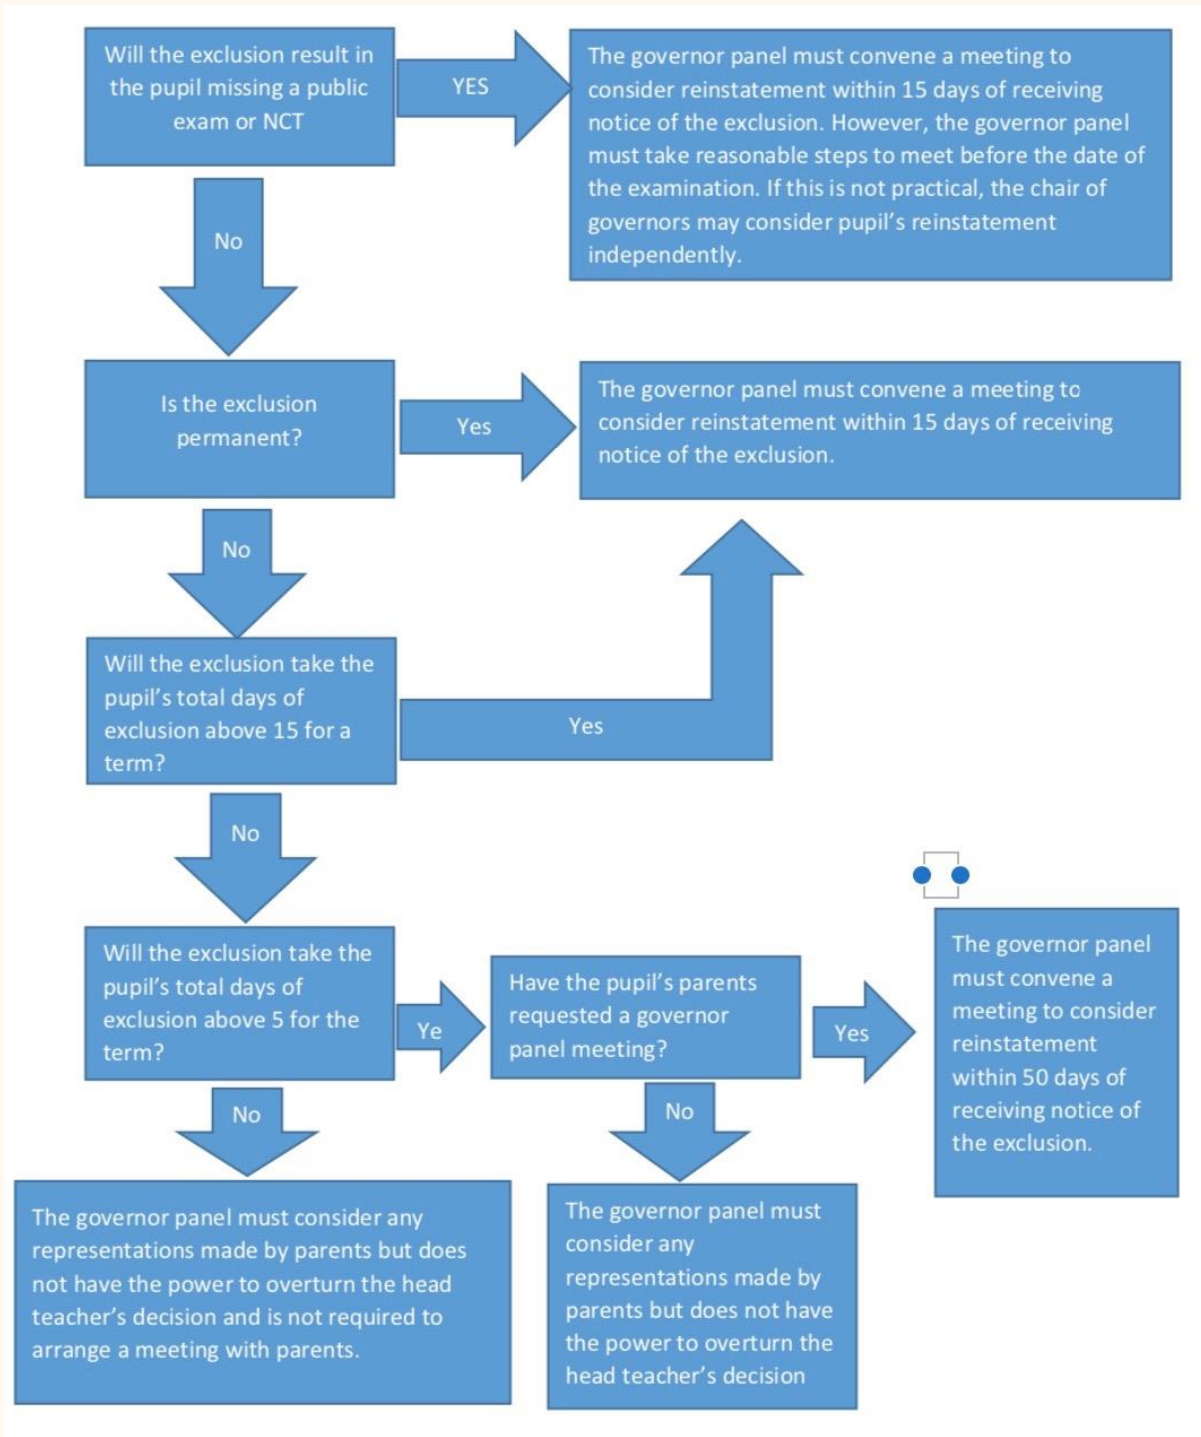 Will the exclusion result in
the pupil missing a public
exam or NCT
YES
The governor panel must convene a meeting to
consider reinstatement within 15 days of receiving
notice of the exclusion. However, the governor panel
must take reasonable steps to meet before the date of
the examination. If this is not practical, the chair of
governors may consider pupil's reinstatement
independently.
No
Is the exclusion
permanent?
Yes
The governor panel must convene a meeting to
consider reinstatement within 15 days of receiving
notice of the exclusion.
No
Will the exclusion take the
pupil's total days of
exclusion above 15 for a
term?
Yes
No
Will the exclusion take the
pupil's total days of
exclusion above 5 for the
term?
Ye
Have the pupil's parents
requested a governor
panel meeting?
Yes
The governor panel
must convene a
meeting to consider
reinstatement
within 50 days of
receiving notice of
the exclusion.
No
No
The governor panel must consider any
representations made by parents but does
not have the power to overturn the head
teacher's decision and is not required to
arrange a meeting with parents.
The governor panel must
consider any
representations made by
parents but does not have
the power to overturn the
head teacher's decision